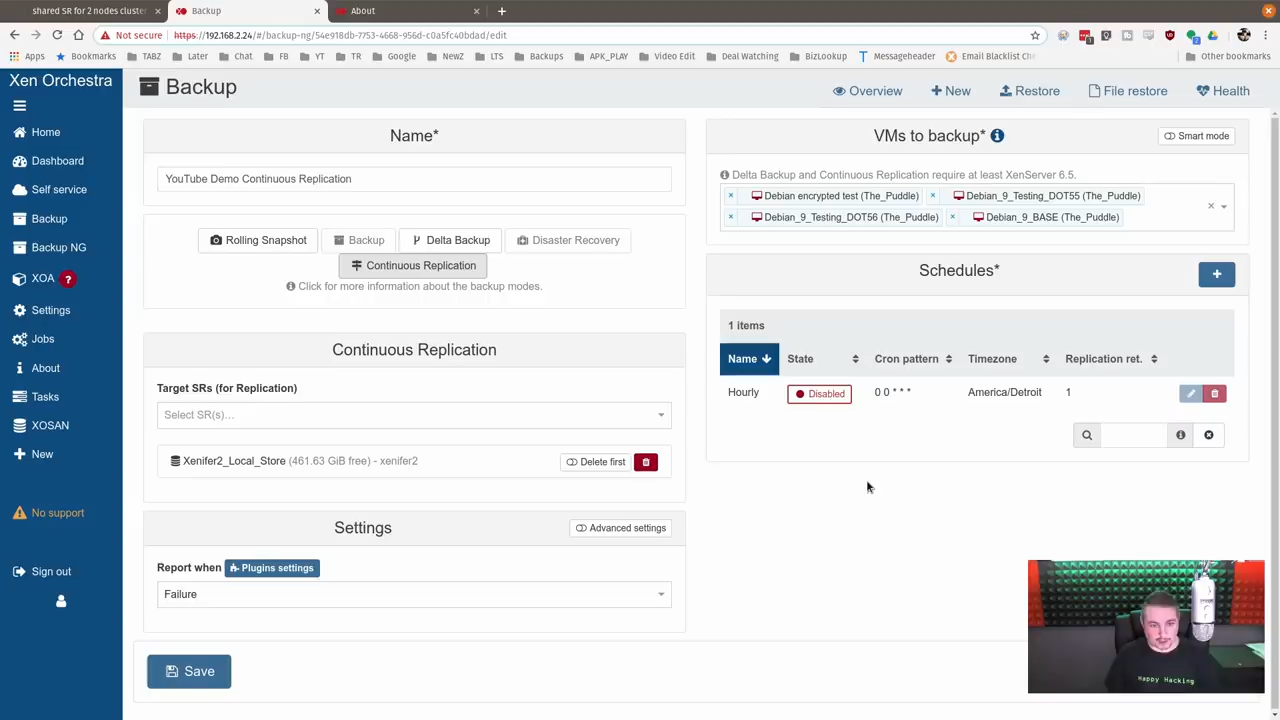 shared SR for 2 nodes cluster
Backup
About
Not secure
https://192.168.2.24/#/backup-ng/54e918db-7753-4668-956d-c0a5fc40bdad/edit
Apps
Bookmarks
TABZ
Later
Chat
FB
YT
TR
Google
NewZ
LTS
Backups
APK_PLAY
Video Edit
Deal Watching
BizLookup
Messageheader
Email Blacklist Che
Other bookmarks
Xen Orchestra
Home
Dashboard
Self service
Backup
Backup NG
XOA ?
Settings
Jobs
About
Tasks
XOSAN
New
No support
Sign out
Backup
Overview
New
Restore
File restore
Health
Name*
YouTube Demo Continuous Replication
Rolling Snapshot
Backup
Delta Backup
Disaster Recovery
Continuous Replication
Click for more information about the backup modes.
Continuous Replication
Target SRs (for Replication)
Select SR(s)...
Xenifer2_Local_Store (461.63 GiB free) - xenifer2
Delete first
Settings
Advanced settings
Report when
Plugins settings
Failure
Save
VMs to backup*
Smart mode
Delta Backup and Continuous Replication require at least XenServer 6.5.
Debian encrypted test (The_Puddle)
Debian_9_Testing_DOT55 (The_Puddle)
Debian_9_Testing_DOT56 (The_Puddle)
Debian_9_BASE (The_Puddle)
Schedules*
1 items
Name
State
Cron pattern
Timezone
Replication ret.
Hourly
Disabled
0 0 * * *
America/Detroit
1
Happy Hacking